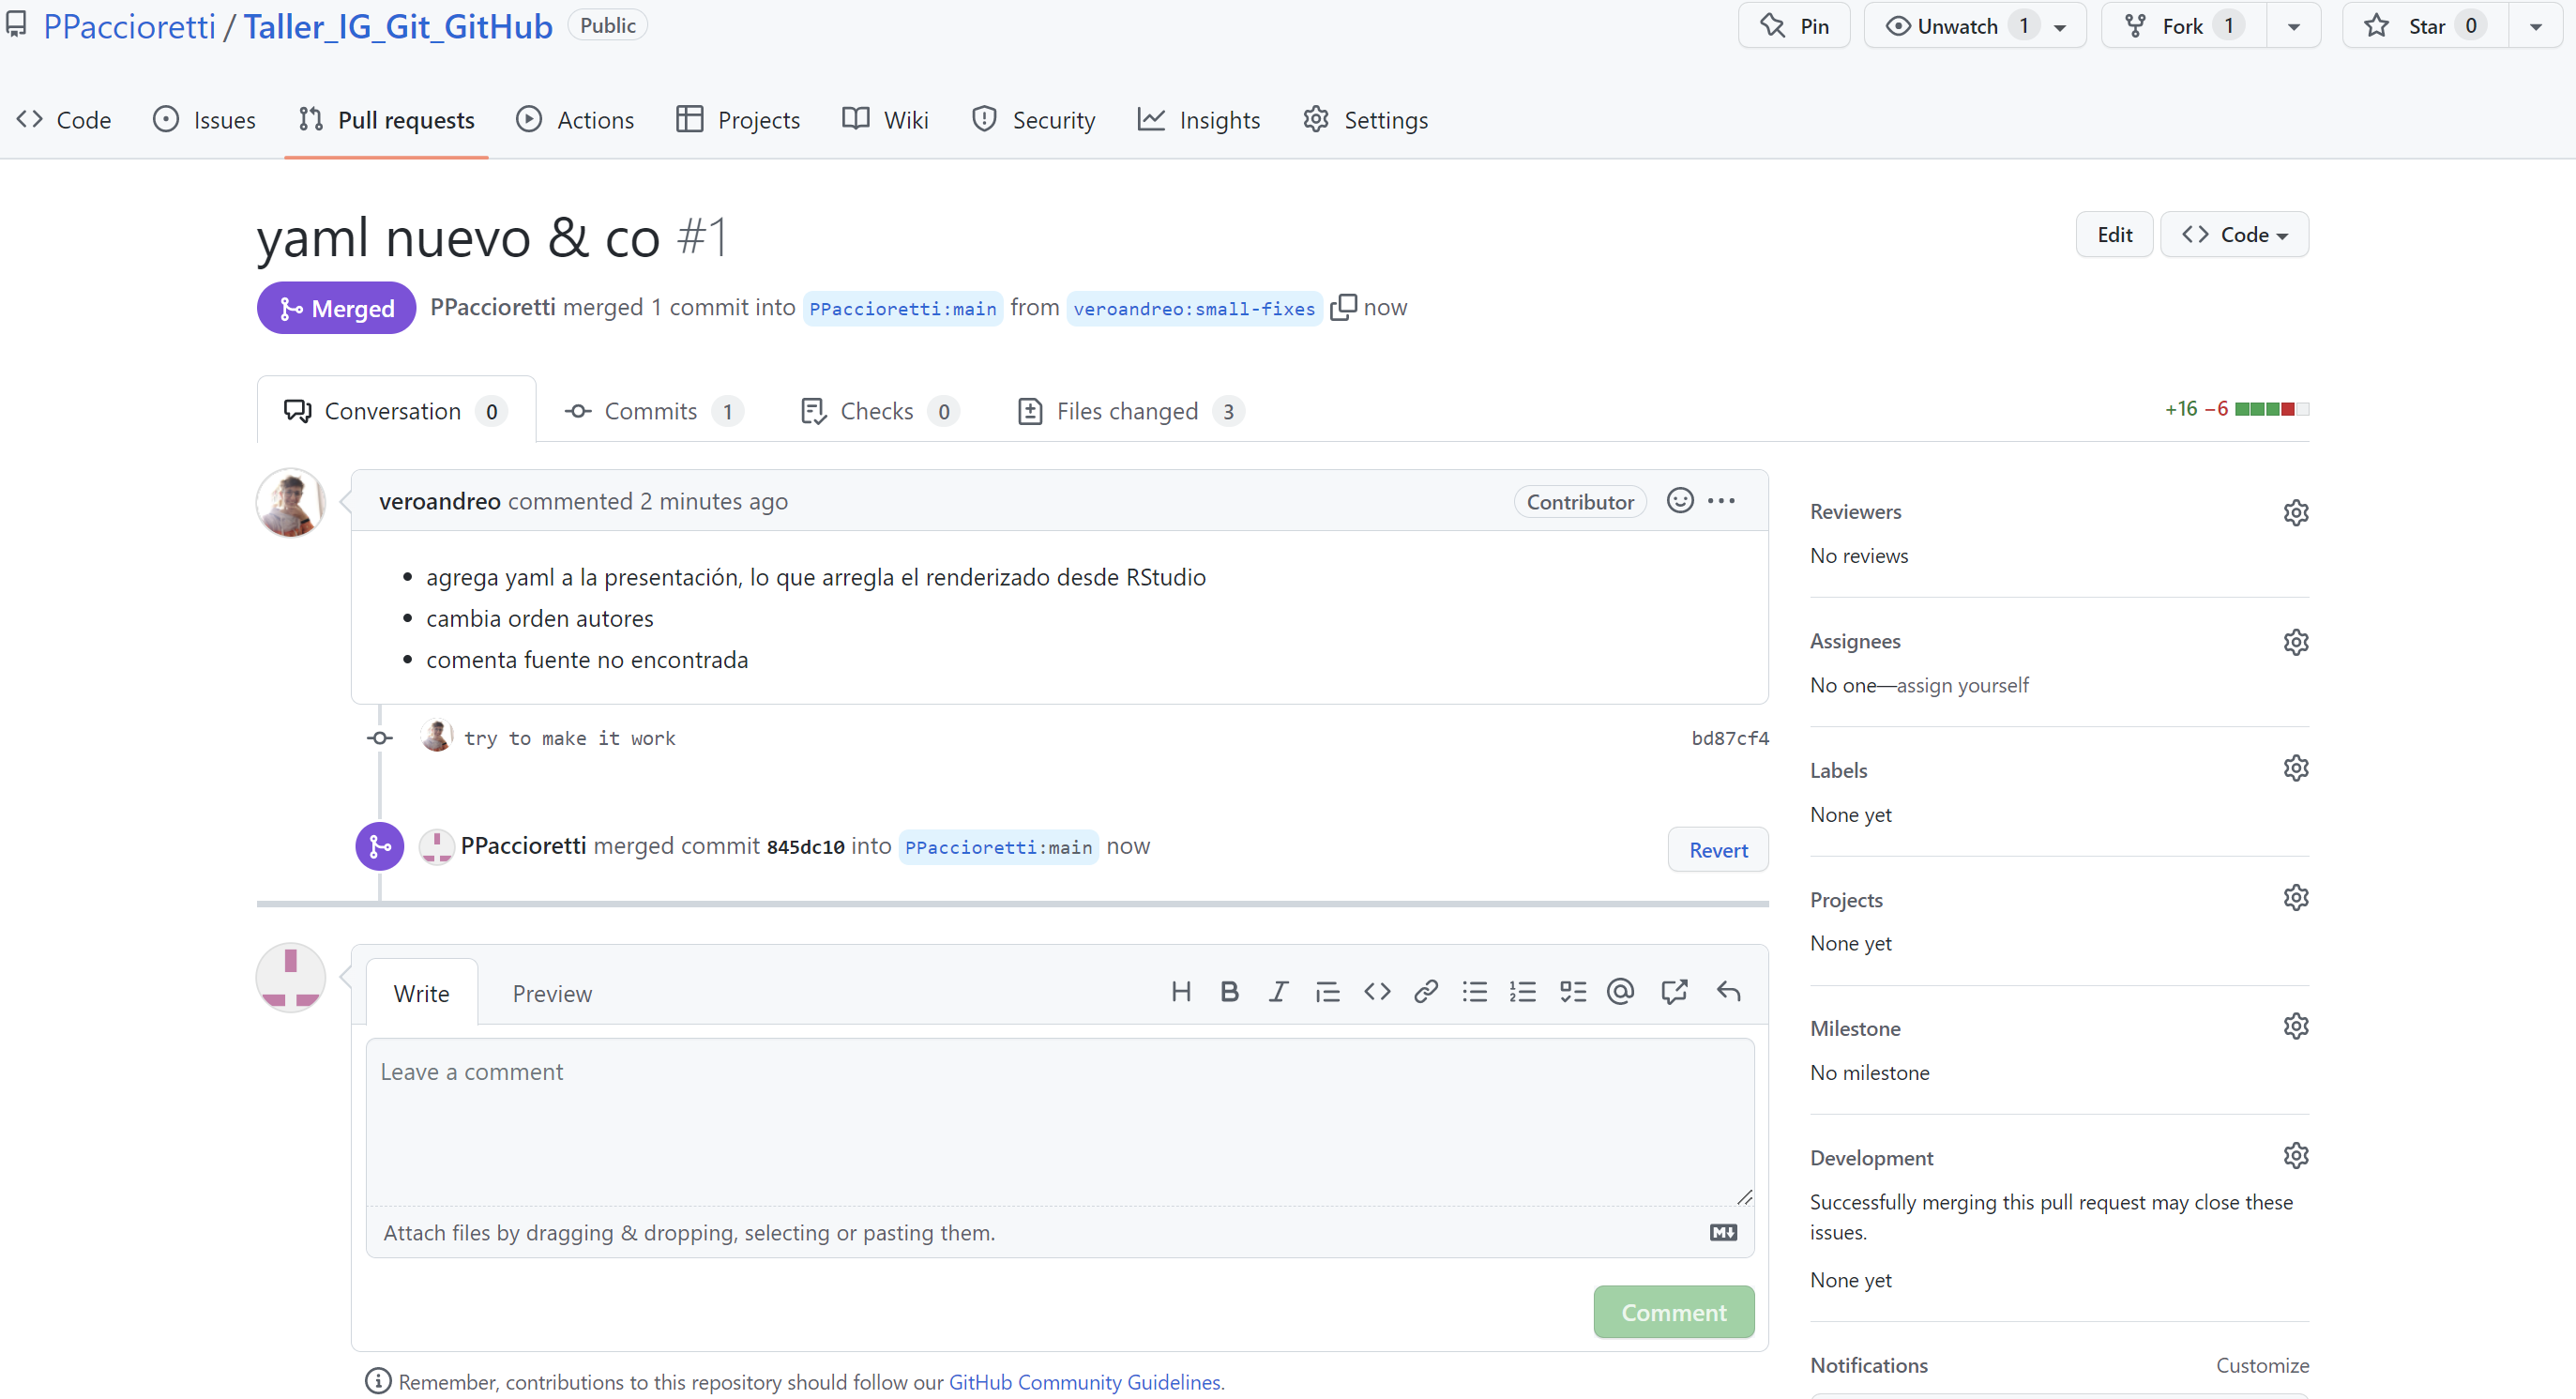 PPaccioretti / Taller_IG_Git_GitHub Public Pin Unwatch 1 Fork 1 Star 0
Code Issues Pull requests Actions Projects Wiki Security Insights Settings
yaml nuevo & co #1 Edit Code
Merged PPaccioretti merged 1 commit into PPaccioretti:main from veroandreo:small-fixes now
Conversation 0 Commits 1 Checks 0 Files changed 3 +16 −6
veroandreo commented 2 minutes ago Contributor
• agrega yaml a la presentación, lo que arregla el renderizado desde RStudio
• cambia orden autores
• comenta fuente no encontrada
try to make it work bd87cf4
PPaccioretti merged commit 845dc10 into PPaccioretti:main now Revert
Write Preview
Leave a comment
Attach files by dragging & dropping, selecting or pasting them.
Comment
Remember, contributions to this repository should follow our GitHub Community Guidelines.
Reviewers
No reviews
Assignees
No one—assign yourself
Labels
None yet
Projects
None yet
Milestone
No milestone
Development
Successfully merging this pull request may close these
issues.
None yet
Notifications Customize